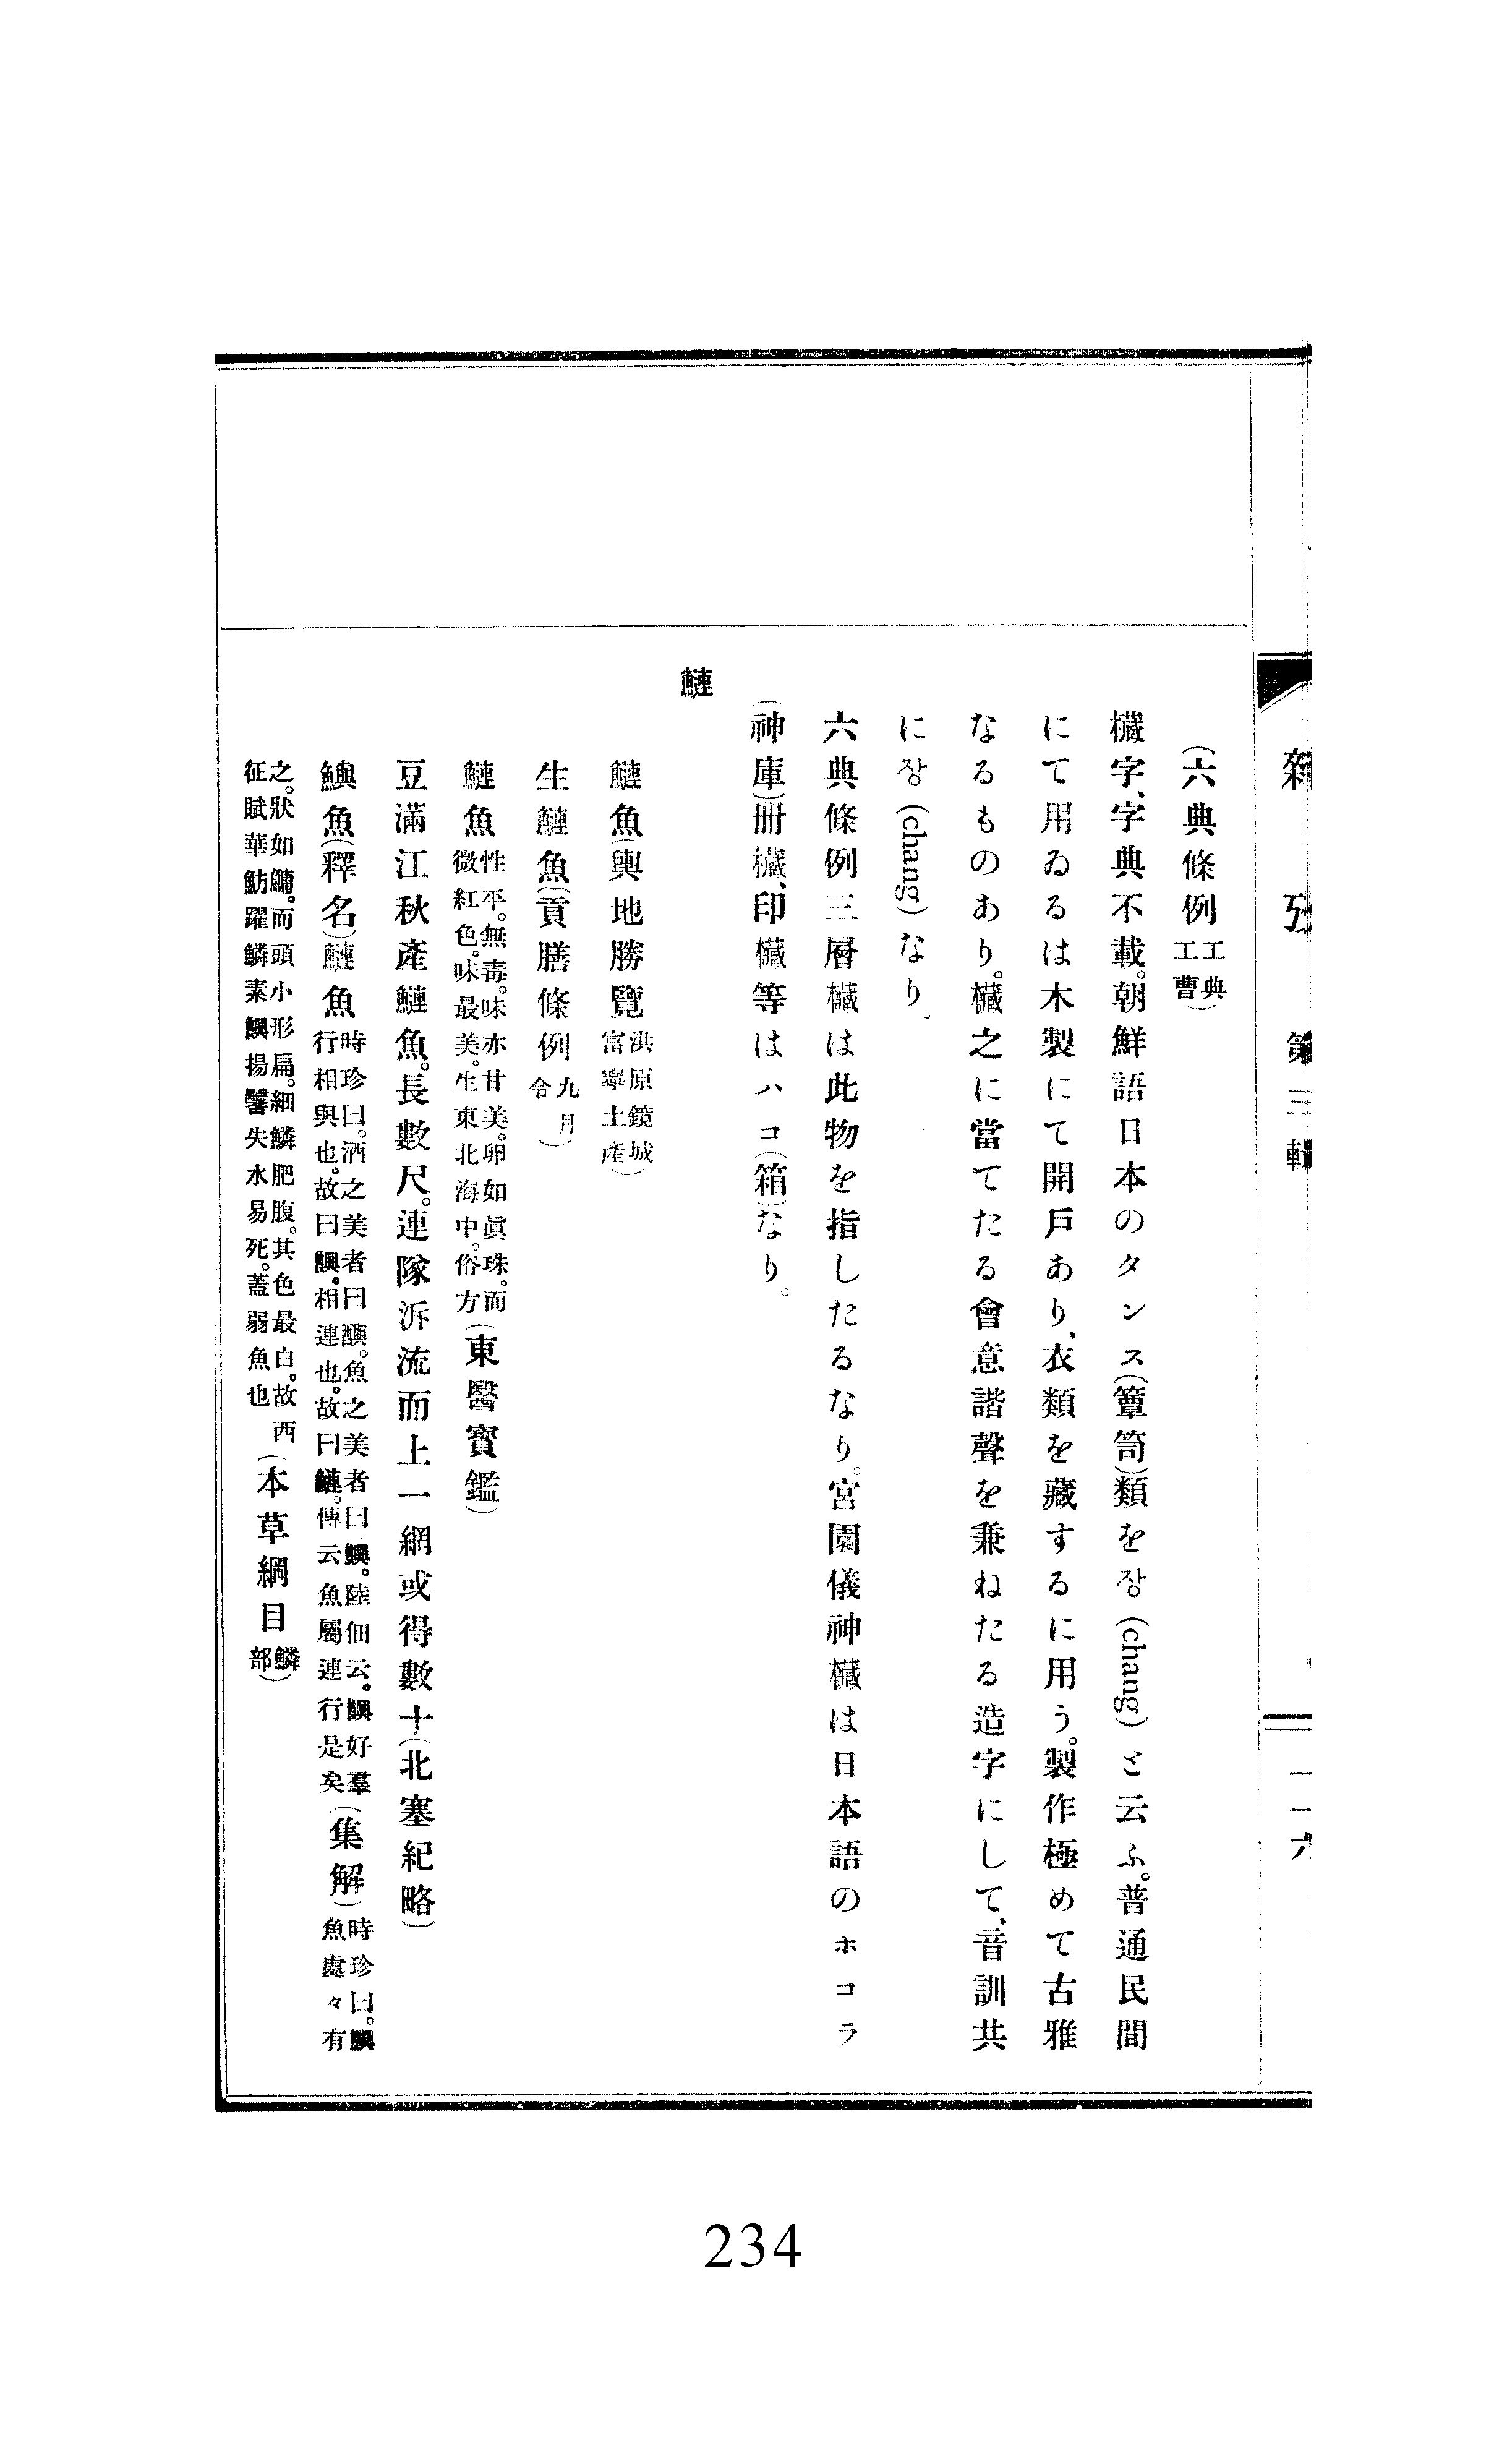 雜攷 第三輯 一一六
(六典條例 工典工曹)
欌字、字典不載。朝鮮語日本のタンス(簟笥)類を장(chang)と云ふ。普通民間
にて用ゐるは木製にて開戶あり、衣類を藏するに用う。製作極めて古雅
なるものあり。欌之に當てたる會意諧聲を兼ねたる造字にして、音訓共
に장(chang)なり。
六典條例三層欌は此物を指したるなり。宮園儀神欌は日本語のホコラ
(神庫)冊欌、印欌等はハコ(箱)なり。
鰱
鰱魚(輿地勝覽 洪原鏡城富寧土產)
生鰱魚(貢膳條例 九月令)
鰱魚 性平。無毒。味亦甘美。卵如眞珠。而微紅色。味最美。生東北海中。俗方(東醫寶鑑)
豆滿江秋產鰱魚。長數尺。連隊泝流而上一網或得數十(北塞紀略)
鱮魚(釋名)鰱魚 時珍曰。酒之美者曰醹。魚之美者曰鱮。陸佃云。鱮好羣行相與也。故曰鱮。相連也。故曰鰱。傳云魚屬連行是矣(集解)時珍曰。鱮魚處々有
之。狀如鱅。而頭小形扁。細鱗肥腹。其色最白。故西征賦華魴躍鱗素鱮揚鬐失水易死。蓋弱魚也(本草綱目 鱗部)
234